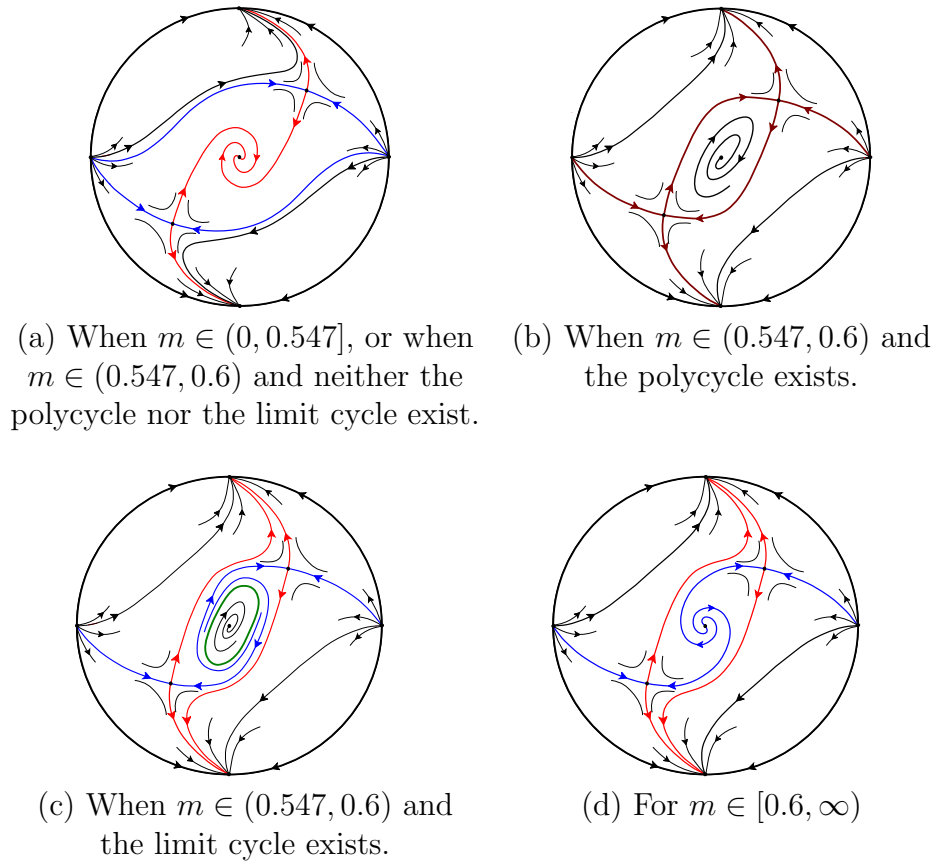 (a) When m ∈ (0, 0.547], or when
m ∈ (0.547, 0.6) and neither the
polycycle nor the limit cycle exist.
(b) When m ∈ (0.547, 0.6) and
the polycycle exists.
(c) When m ∈ (0.547, 0.6) and
the limit cycle exists.
(d) For m ∈ [0.6, ∞)